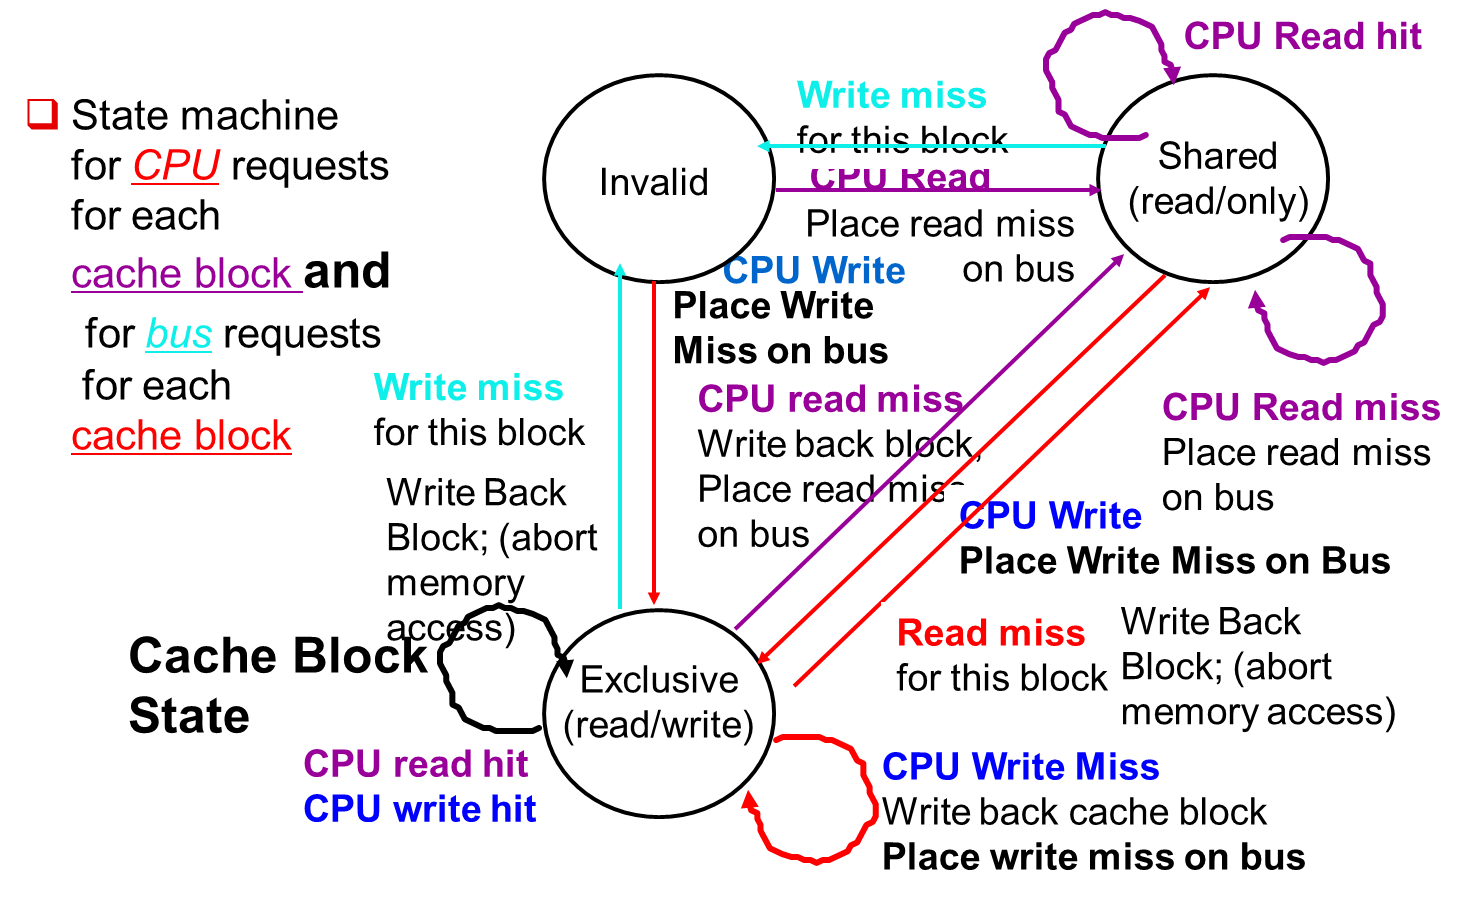 State machine
for CPU requests
for each
cache block and
for bus requests
for each
cache block
Cache Block
State
Invalid
Shared
(read/only)
Exclusive
(read/write)
CPU Read hit
Write miss
for this block
CPU Read
Place read miss
on bus
CPU Write
Place Write
Miss on bus
Write miss
for this block
Write Back
Block; (abort
memory
access)
CPU read miss
Write back block,
Place read miss
on bus
CPU Read miss
Place read miss
on bus
CPU Write
Place Write Miss on Bus
Read miss
for this block
Write Back
Block; (abort
memory access)
CPU read hit
CPU write hit
CPU Write Miss
Write back cache block
Place write miss on bus